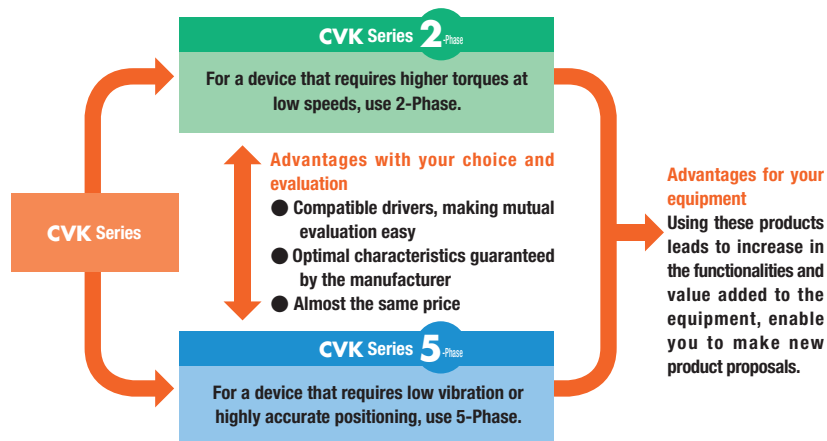 CVK Series 2-Phase
For a device that requires higher torques at
low speeds, use 2-Phase.
CVK Series
Advantages with your choice and
evaluation
● Compatible drivers, making mutual
evaluation easy
● Optimal characteristics guaranteed
by the manufacturer
● Almost the same price
CVK Series 5-Phase
For a device that requires low vibration or
highly accurate positioning, use 5-Phase.
Advantages for your
equipment
Using these products
leads to increase in
the functionalities and
value added to the
equipment, enable
you to make new
product proposals.